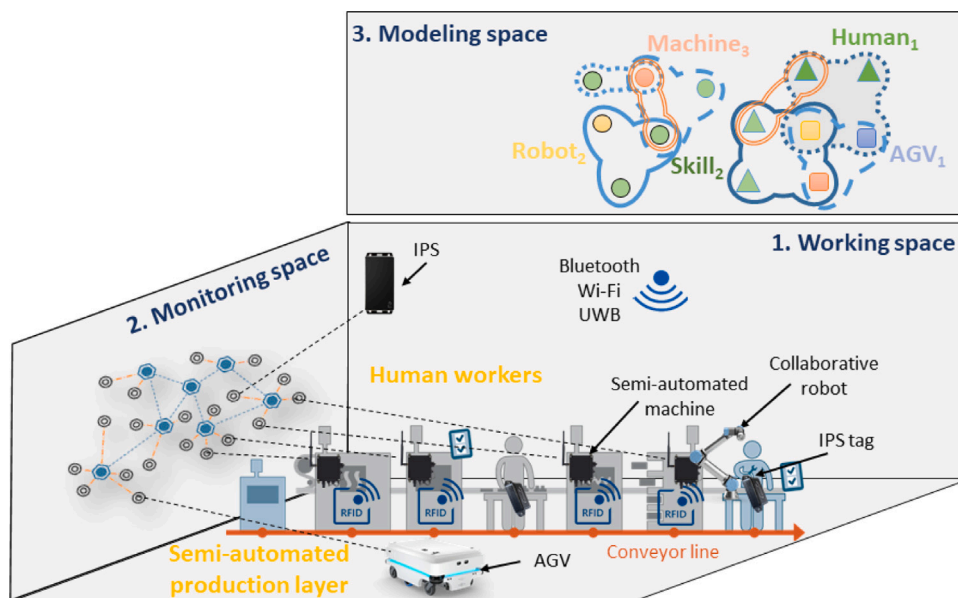 3. Modeling space
Machine3
Human1
Robot2
Skill2
AGV1
1. Working space
2. Monitoring space
IPS
Bluetooth
Wi-Fi
UWB
Human workers
Semi-automated
machine
Collaborative
robot
IPS tag
RFID
RFID
RFID
RFID
Conveyor line
Semi-automated
production layer
AGV